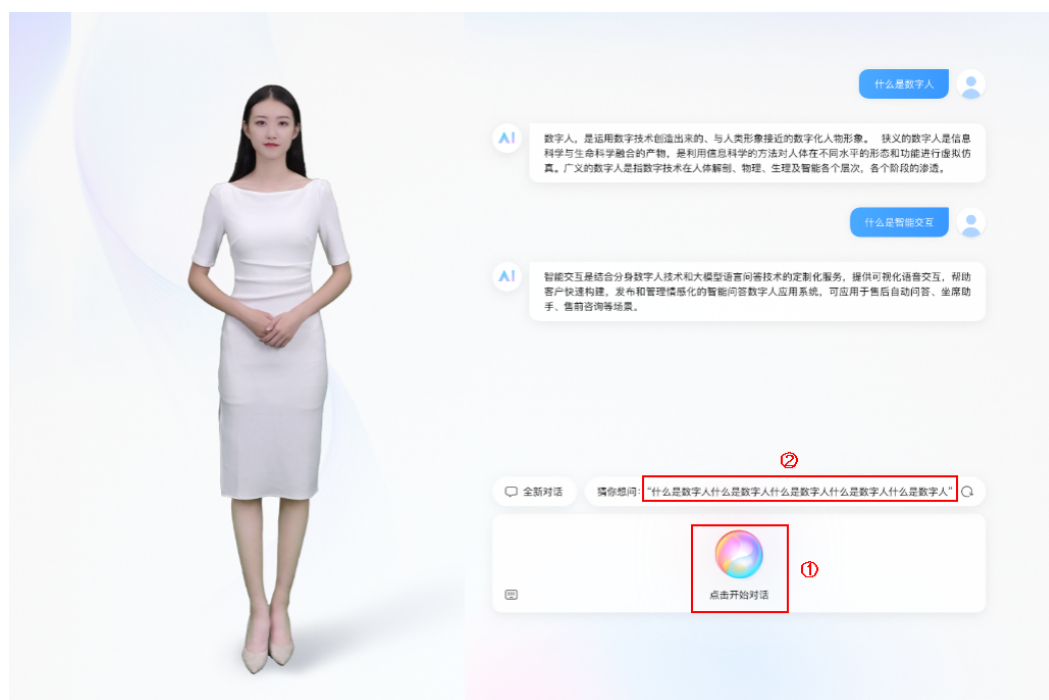 什么是数字人
AI
数字人，是运用数字技术创造出来的、与人类形象接近的数字化人物形象。 狭义的数字人是信息
科学与生命科学融合的产物，是利用信息科学的方法对人体在不同水平的形态和功能进行虚拟仿
真。广义的数字人是指数字技术在人体解剖、物理、生理及智能各个层次，各个阶段的渗透。
什么是智能交互
AI
智能交互是结合分身数字人技术和大模型语言问答技术的定制化服务，提供可视化语音交互，帮助
客户快速构建，发布和管理情感化的智能问答数字人应用系统，可应用于售后自动问答、坐席助
手、售前咨询等场景。
②
全新对话
猜你想问：“什么是数字人什么是数字人什么是数字人什么是数字人什么是数字人”
①
点击开始对话